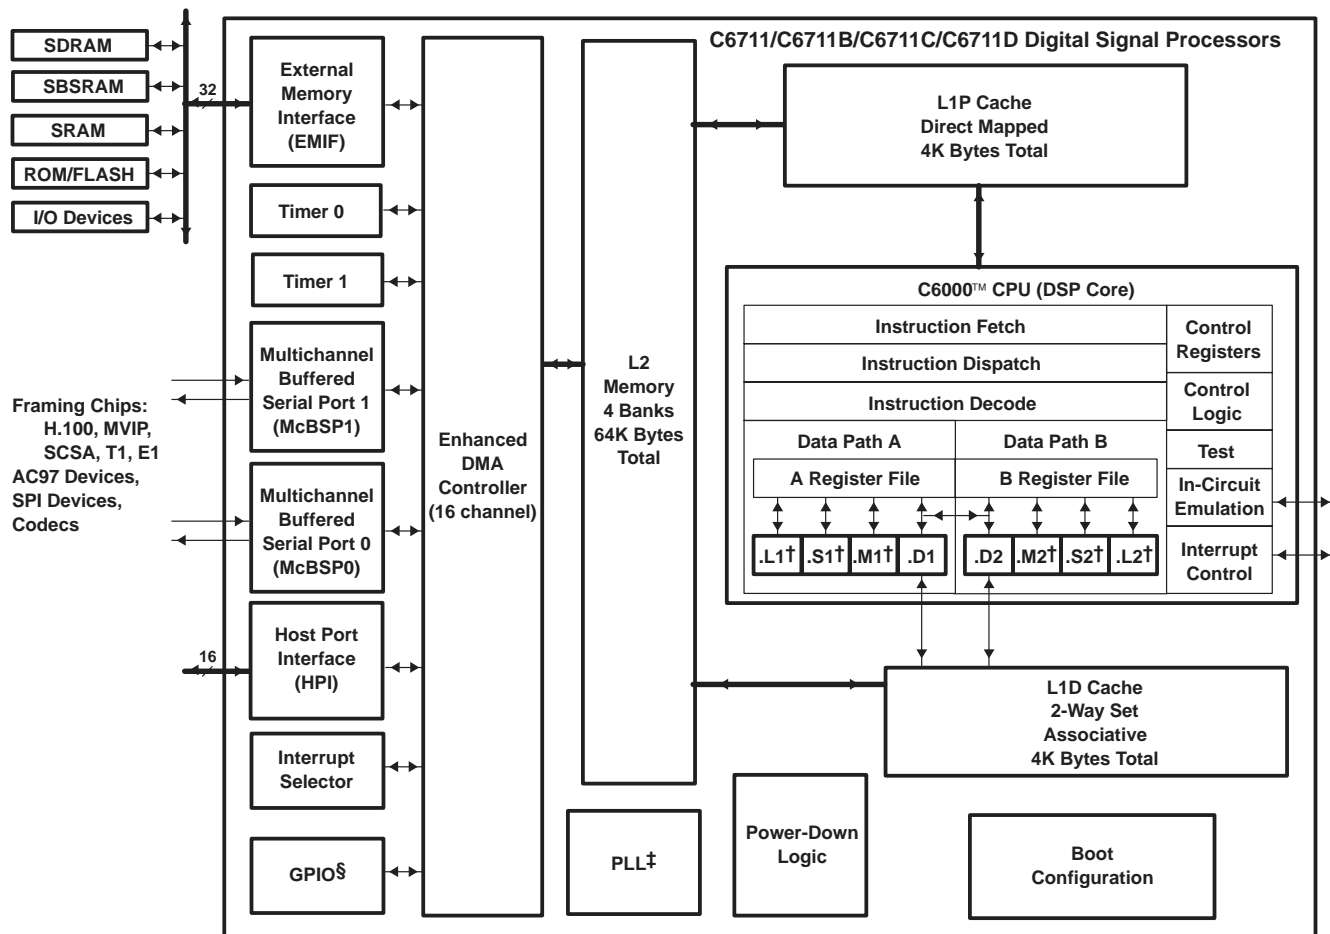 C6711/C6711B/C6711C/C6711D Digital Signal Processors
SDRAM
SBSRAM
SRAM
ROM/FLASH
I/O Devices
32
External
Memory
Interface
(EMIF)
Timer 0
Timer 1
Framing Chips:
H.100, MVIP,
SCSA, T1, E1
AC97 Devices,
SPI Devices,
Codecs
Multichannel
Buffered
Serial Port 1
(McBSP1)
Multichannel
Buffered
Serial Port 0
(McBSP0)
16
Host Port
Interface
(HPI)
Interrupt
Selector
GPIO§
Enhanced
DMA
Controller
(16 channel)
L2
Memory
4 Banks
64K Bytes
Total
PLL‡
L1P Cache
Direct Mapped
4K Bytes Total
C6000™ CPU (DSP Core)
Instruction Fetch
Instruction Dispatch
Instruction Decode
Data Path A
Data Path B
A Register File
B Register File
.L1†
.S1†
.M1†
.D1
.D2
.M2†
.S2†
.L2†
Control
Registers
Control
Logic
Test
In-Circuit
Emulation
Interrupt
Control
L1D Cache
2-Way Set
Associative
4K Bytes Total
Power-Down
Logic
Boot
Configuration